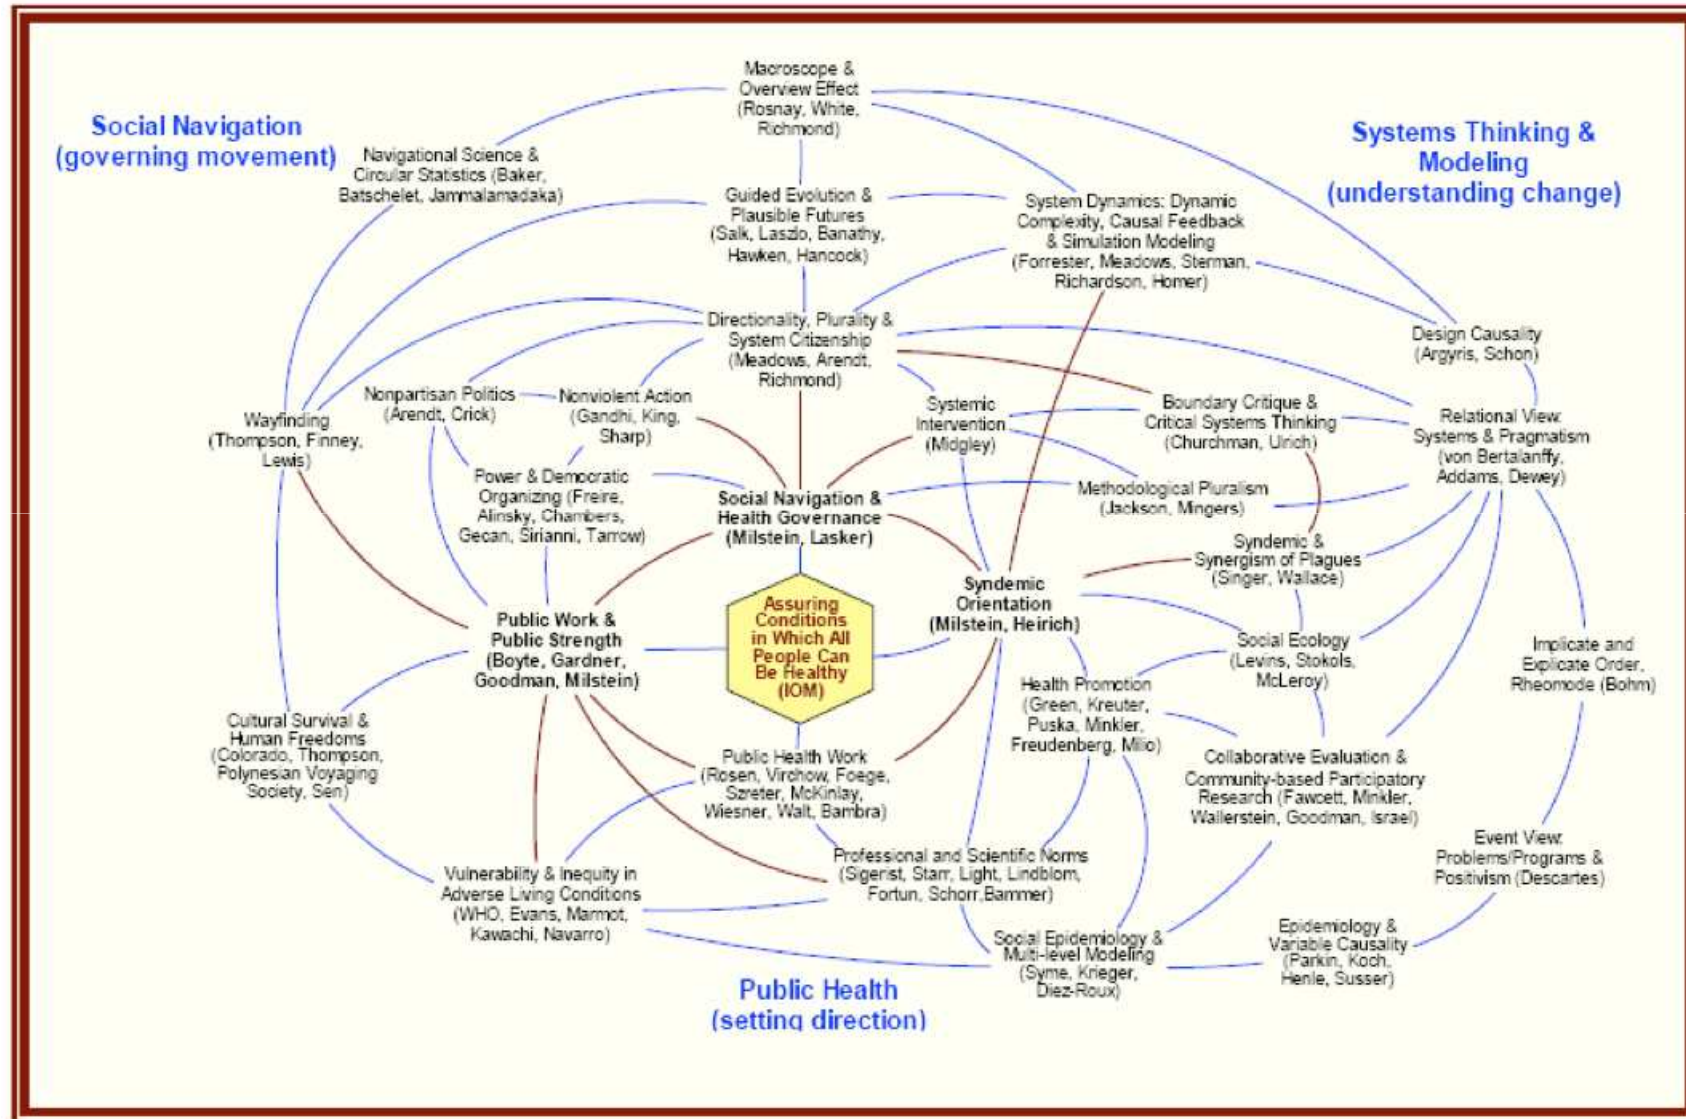 Macroscope &
Overview Effect
(Rosnay, White,
Richmond)
Social Navigation
(governing movement)
Systems Thinking &
Modeling
(understanding change)
Navigational Science &
Circular Statistics (Baker,
Batschelet, Jammalamadaka)
Guided Evolution &
Plausible Futures
(Salk, Laszlo, Banathy,
Hawken, Hancock)
System Dynamics: Dynamic
Complexity, Causal Feedback
& Simulation Modeling
(Forrester, Meadows, Sterman,
Richardson, Homer)
Directionality, Plurality &
System Citizenship
(Meadows, Arendt,
Richmond)
Design Causality
(Argyris, Schon)
Nonpartisan Politics
(Arendt, Crick)
Nonviolent Action
(Gandhi, King,
Sharp)
Systemic
Intervention
(Midgley)
Boundary Critique &
Critical Systems Thinking
(Churchman, Ulrich)
Wayfinding
(Thompson, Finney,
Lewis)
Relational View:
Systems & Pragmatism
(von Bertalanffy,
Addams, Dewey)
Power & Democratic
Organizing (Freire,
Alinsky, Chambers,
Gecan, Sirianni, Tarrow)
Social Navigation &
Health Governance
(Milstein, Lasker)
Methodological Pluralism
(Jackson, Mingers)
Syndemic &
Synergism of Plagues
(Singer, Wallace)
Syndemic
Orientation
(Milstein, Heirich)
Assuring
Conditions
in Which All
People Can
Be Healthy
(IOM)
Public Work &
Public Strength
(Boyte, Gardner,
Goodman, Milstein)
Social Ecology
(Levins, Stokols,
McLeroy)
Implicate and
Explicate Order,
Rheomode (Bohm)
Health Promotion
(Green, Kreuter,
Puska, Minkler,
Freudenberg, Milio)
Cultural Survival &
Human Freedoms
(Colorado, Thompson,
Polynesian Voyaging
Society, Sen)
Public Health Work
(Rosen, Virchow, Foege,
Szreter, McKinlay,
Wiesner, Walt, Bambra)
Collaborative Evaluation &
Community-based Participatory
Research (Fawcett, Minkler,
Wallerstein, Goodman, Israel)
Event View:
Problems/Programs &
Positivism (Descartes)
Professional and Scientific Norms
(Sigerist, Starr, Light, Lindblom,
Fortun, Schorr,Bammer)
Vulnerability & Inequity in
Adverse Living Conditions
(WHO, Evans, Marmot,
Kawachi, Navarro)
Social Epidemiology &
Multi-level Modeling
(Syme, Krieger,
Diez-Roux)
Epidemiology &
Variable Causality
(Parkin, Koch,
Henle, Susser)
Public Health
(setting direction)